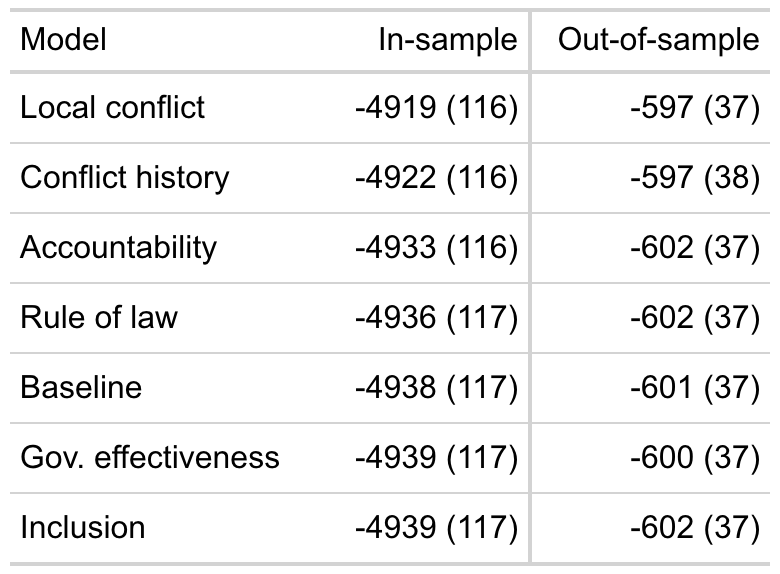 Model In-sample Out-of-sample
Local conflict -4919 (116) -597 (37)
Conflict history -4922 (116) -597 (38)
Accountability -4933 (116) -602 (37)
Rule of law -4936 (117) -602 (37)
Baseline -4938 (117) -601 (37)
Gov. effectiveness -4939 (117) -600 (37)
Inclusion -4939 (117) -602 (37)